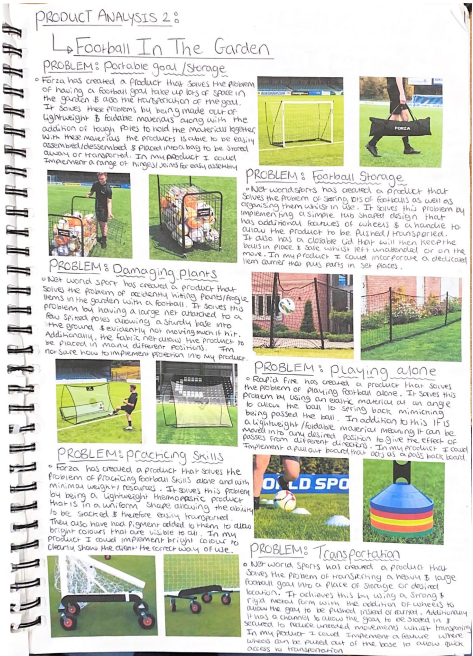 PRODUCT ANALYSIS 2:
Football In The Garden
PROBLEM: Portable goal / Storage
Forza has created a product that solves the problem
of having a football goal take up lots of space in
the garden & also the transportation of the goal.
It solves these problems by being made out of
lightweight & foldable materials along with the
addition of tough poles to hold the materials together.
With these materials the product is able to be easily
assembled/dissembled & placed into a bag to be stored
away or transported. In my product I could
implement a range of hinges/joints for easy assembly
FORZA
PROBLEM: Football Storage
Net world sports has created a product that
solves the problem of storing lots of footballs as well as
organising them whilst in use. It solves this problem by
implementing a simple tub shaped design that
has additional features of wheels & a handle to
allow the product to be pushed / transported.
It also has a closable lid that will then keep the
balls in place & safe whilst left unattended or on the
move. In my product I could incorporate a dedicated
item carrier that puts parts in set places.
PROBLEM: Damaging plants
Net world sport has created a product that
solves the problem of accidently hitting plants/fragile
items in the garden with a football. It solves this
problem by having a large net attached to a
few spiked poles allowing a sturdy base into
the ground & evidently not moving when it hit.
Additionally, the fabric net allows the product to
be placed in many different positions. I'm
not sure how to implement protection into my product.
PROBLEM: Playing alone
Rapid Fire has created a product that solves
the problem of playing football alone. It solves this
problem by using an elastic material at an angle
to allow the ball to spring back mimicking
being passed the ball. In addition to this it is
a lightweight/foldable material meaning it can be
moved into any desired position to give the effect of
passes from different directions. In my product I could
implement a pull out board that acts as a pass back board
PROBLEM: Practicing Skills
Forza has created a product that solves the
problem of practicing football skills alone and with
minimal weight/resources. It solves this problem
by being a lightweight thermoplastic product
that is in a uniform shape allowing the ability
to be stacked & therefore easily transported.
They also have had pigment added to them to allow
bright colours that are visible to all. In my
product I could implement bright colour to
clearly show the client the correct way of use.
LD SPO
PROBLEM: Transportation
Net world sports has created a product that
solves the problem of transporting a heavy & large
football goal into a place of storage or desired
location. It achieves this by using a strong &
rigid metal form with the addition of wheels to
allow the goal to be pushed instead of carried. Additionally
it has a channel to allow the goal to be stored in &
secured to reduce unneeded movements whilst transporting
In my product I could implement a feature where
wheels can be pulled out of the base to allow quick
access to transportation